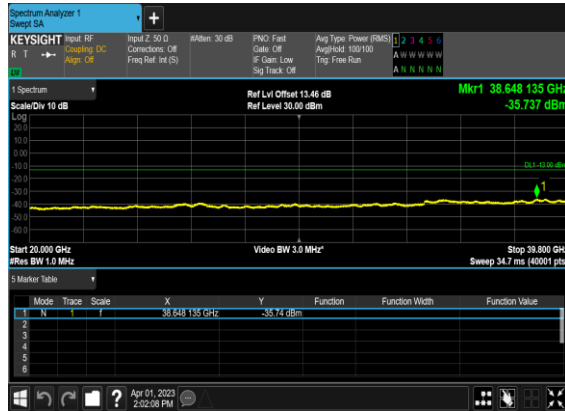 Spectrum Analyzer 1
Swept SA
+
KEYSIGHT Input: RF Input Z: 50 Ω #Atten: 30 dB PNO: Fast Avg Type: Power (RMS) 1 2 3 4 5 6
R T Coupling: DC Corrections: Off Gate: Off Avg|Hold: 100/100 A W W W W W
Align: Off Freq Ref: Int (S) IF Gain: Low Trig: Free Run A N N N N N
Sig Track: Off
1 Spectrum
Ref Lvl Offset 13.46 dB Mkr1 38.648 135 GHz
Scale/Div 10 dB Ref Level 30.00 dBm -35.737 dBm
Log
20.0
10.0
0.00
-10.0
DL1 -13.00 dBm
-20.0
1
-30.0
-40.0
-50.0
-60.0
Start 20.000 GHz Video BW 3.0 MHz* Stop 39.800 GHz
#Res BW 1.0 MHz Sweep 34.7 ms (40001 pts)
5 Marker Table
Mode Trace Scale X Y Function Function Width Function Value
1 N 1 f 38.648 135 GHz -35.74 dBm
2
3
4
5
6
? Apr 01, 2023
2:02:08 PM